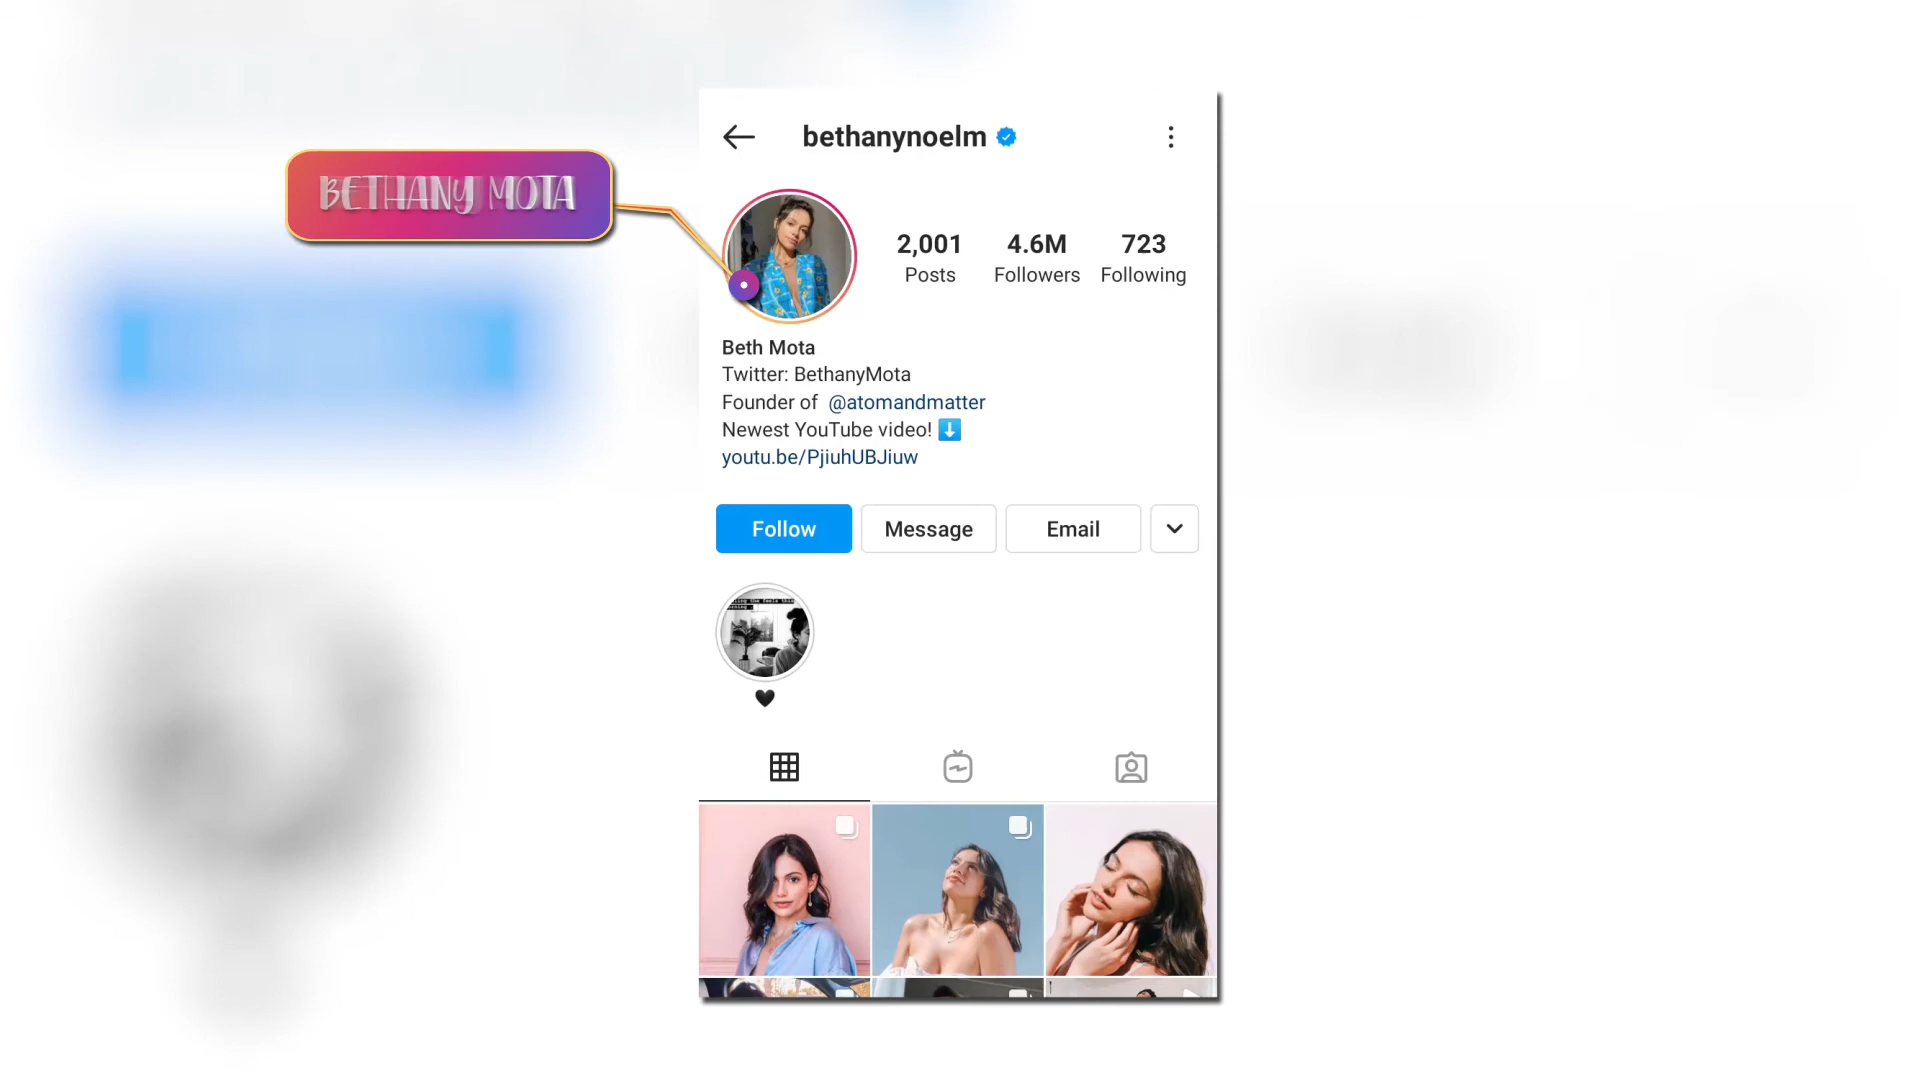 bethanynoelm
BETHANY MOTA
2,001 4.6M 723
Posts Followers Following
Beth Mota
Twitter: BethanyMota
Founder of @atomandmatter
Newest YouTube video!
youtu.be/PjiuhUBJiuw
Follow Message Email